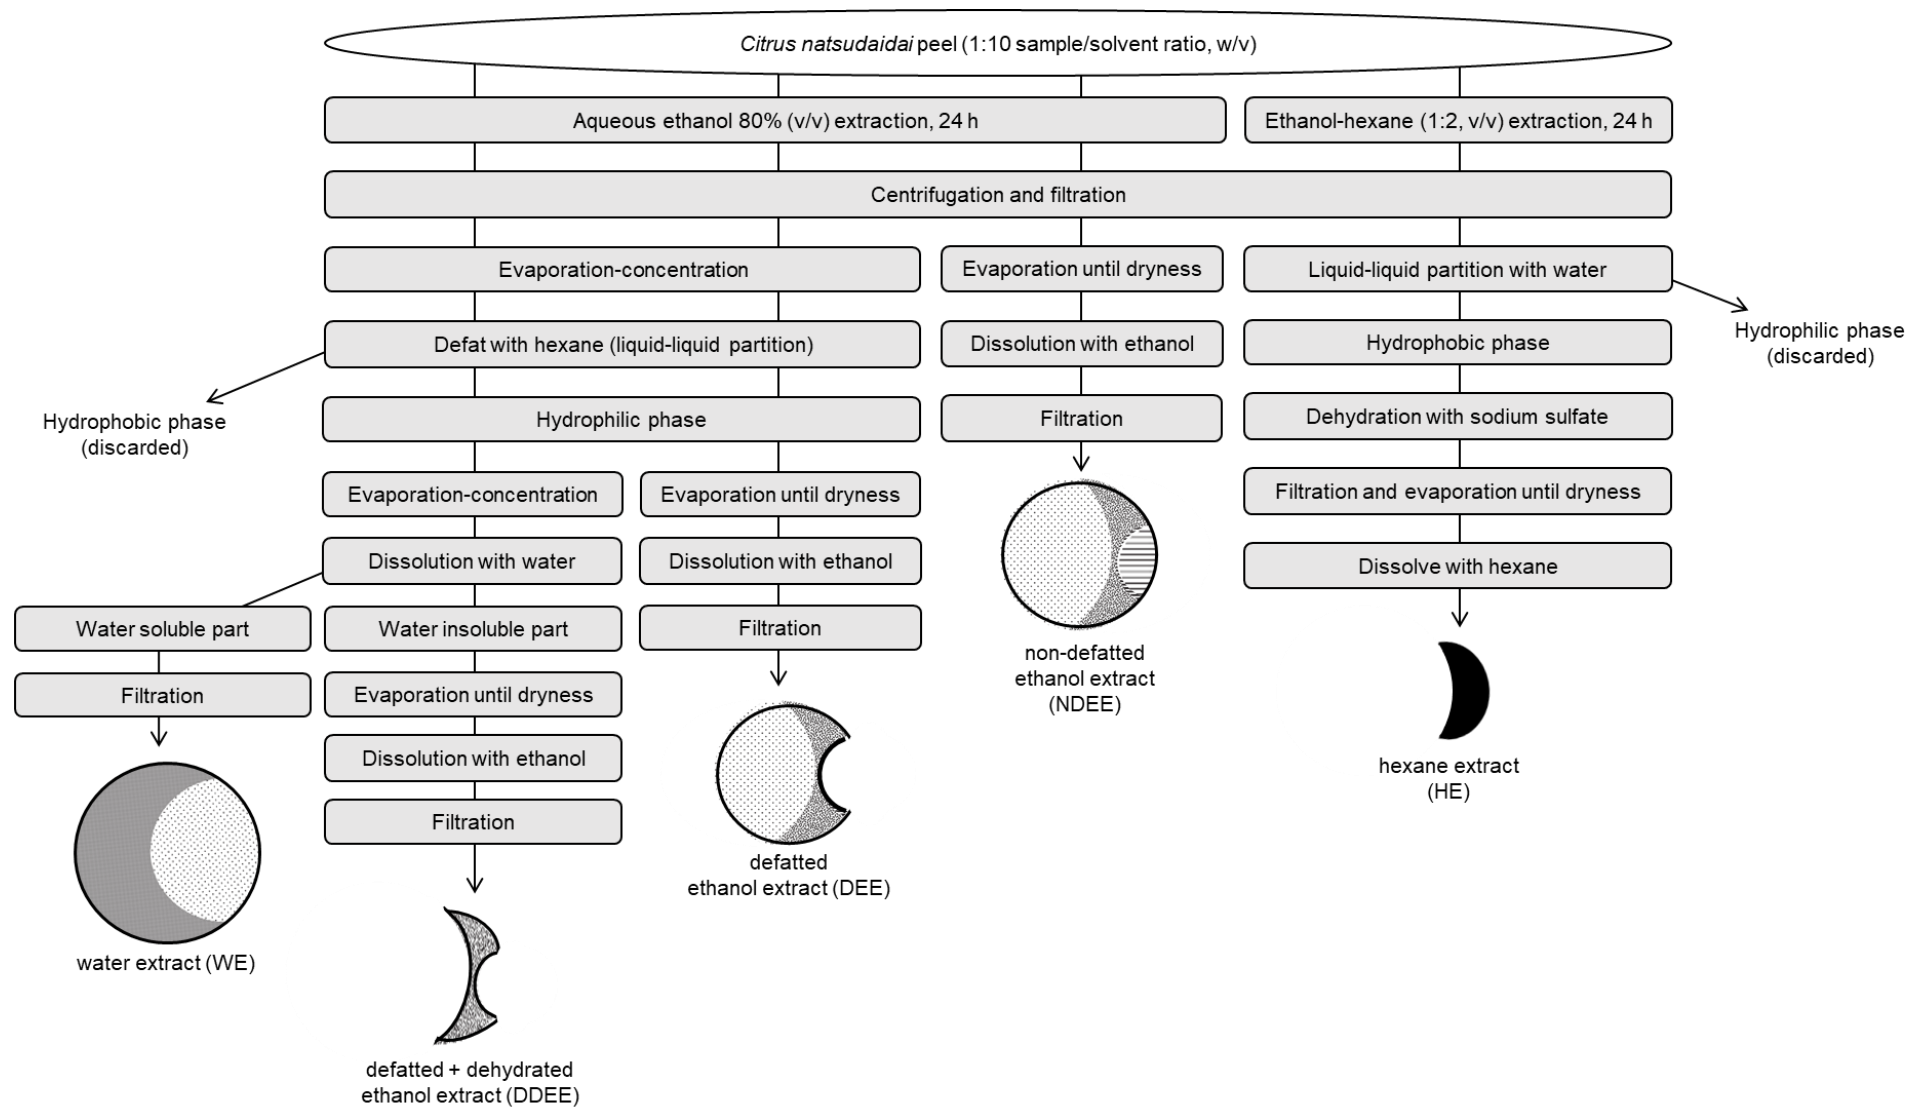 Citrus natsudaidai peel (1:10 sample/solvent ratio, w/v)
Aqueous ethanol 80% (v/v) extraction, 24 h
Ethanol-hexane (1:2, v/v) extraction, 24 h
Centrifugation and filtration
Evaporation-concentration
Evaporation until dryness
Liquid-liquid partition with water
Defat with hexane (liquid-liquid partition)
Dissolution with ethanol
Hydrophobic phase
Hydrophilic phase
(discarded)
Hydrophobic phase
(discarded)
Hydrophilic phase
Filtration
Dehydration with sodium sulfate
Evaporation-concentration
Evaporation until dryness
Filtration and evaporation until dryness
Dissolution with water
Dissolution with ethanol
Dissolve with hexane
Water soluble part
Water insoluble part
Filtration
non-defatted
ethanol extract
(NDEE)
Filtration
Evaporation until dryness
Dissolution with ethanol
hexane extract
(HE)
Filtration
defatted
ethanol extract (DEE)
water extract (WE)
defatted + dehydrated
ethanol extract (DDEE)